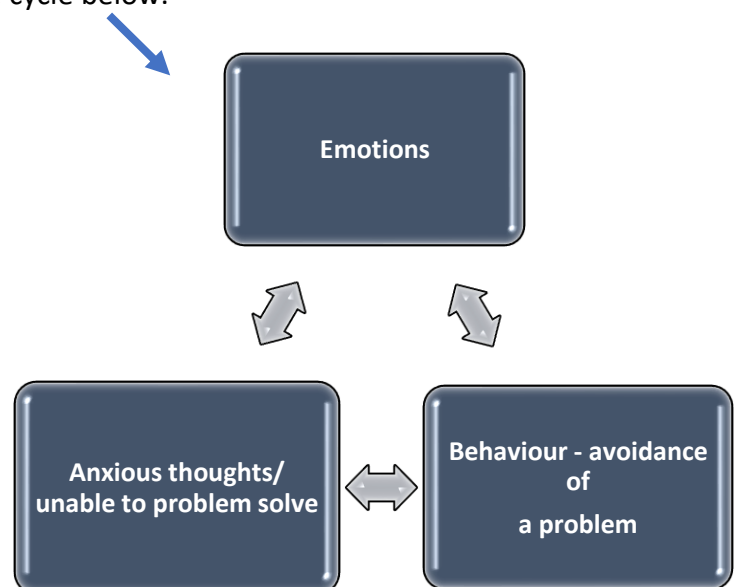 cycle below.
Emotions
Anxious thoughts/
unable to problem solve
Behaviour - avoidance
of
a problem